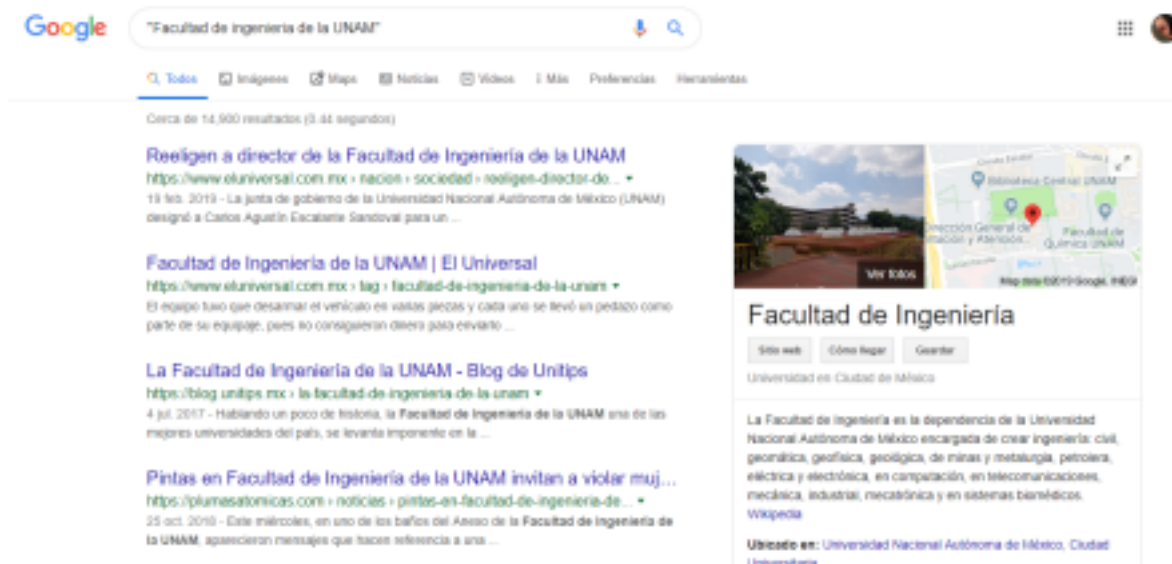 Google
"Facultad de ingenieria de la UNAM"
Todos Imágenes Maps Noticias Videos Más Preferencias Herramientas
Cerca de 14,900 resultados (0.44 segundos)
Reeligen a director de la Facultad de Ingeniería de la UNAM
https://www.eluniversal.com.mx › nacion › sociedad › reeligen-director-de...
19 feb. 2019 - La junta de gobierno de la Universidad Nacional Autónoma de México (UNAM)
designó a Carlos Agustín Escalante Sandoval para un ...
Facultad de Ingeniería de la UNAM | El Universal
https://www.eluniversal.com.mx › tag › facultad-de-ingenieria-de-la-unam
El equipo tuvo que desarmar el vehículo en varias piezas y cada uno se llevó un pedazo como
parte de su equipaje, pues no consiguieron dinero para enviarlo ...
La Facultad de Ingeniería de la UNAM - Blog de Unitips
https://blog.unitips.mx › la-facultad-de-ingenieria-de-la-unam
4 jul. 2017 - Hablando un poco de historia, la Facultad de Ingeniería de la UNAM una de las
mejores universidades del país, se levanta imponente en la ...
Pintas en Facultad de Ingeniería de la UNAM invitan a violar muj...
https://plumasatomicas.com › noticias › pintas-en-facultad-de-ingenieria-de...
25 oct. 2018 - Este miércoles, en uno de los baños del Anexo de la Facultad de Ingeniería de
la UNAM, aparecieron mensajes que hacen referencia a una ...
Ver fotos
Biblioteca Central UNAM
Dirección General de
Orientación y Atención...
Facultad de
Química UNAM
Map data ©2019 Google, INEGI
Facultad de Ingeniería
Sitio web Cómo llegar Guardar
Universidad en Ciudad de México
La Facultad de Ingeniería es la dependencia de la Universidad
Nacional Autónoma de México encargada de crear ingeniería: civil,
geomática, geofísica, geológica, de minas y metalurgia, petrolera,
eléctrica y electrónica, en computación, en telecomunicaciones,
mecánica, industrial, mecatrónica y en sistemas biomédicos.
Wikipedia
Ubicado en: Universidad Nacional Autónoma de México, Ciudad
Universitaria